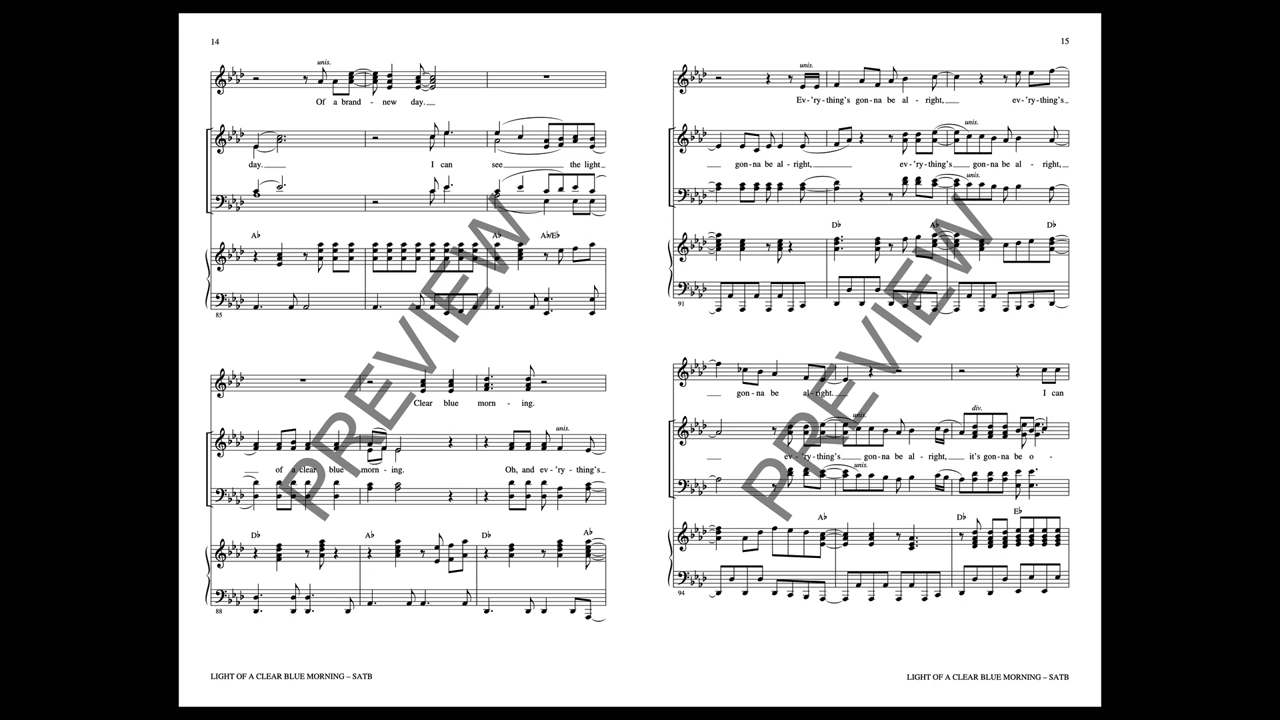 14
unis.
Of a brand - new day.
day. I can see the light
A♭ A♭ A♭/E♭
85
Clear blue morn - ing.
unis.
of a clear blue morn - ing. Oh, and ev-'ry-thing's
D♭ A♭ D♭ A♭
88
LIGHT OF A CLEAR BLUE MORNING – SATB
PREVIEW
15
unis.
Ev-'ry-thing's gon-na be al-right, ev-'ry-thing's
unis.
gon-na be al-right, ev-'ry-thing's gon-na be al-right,
unis.
D♭ A♭ D♭
91
gon-na be al-right. I can
unis. div.
ev-'ry-thing's gon-na be al-right, it's gon-na be o -
unis.
A♭ D♭ E♭
94
LIGHT OF A CLEAR BLUE MORNING – SATB
PREVIEW